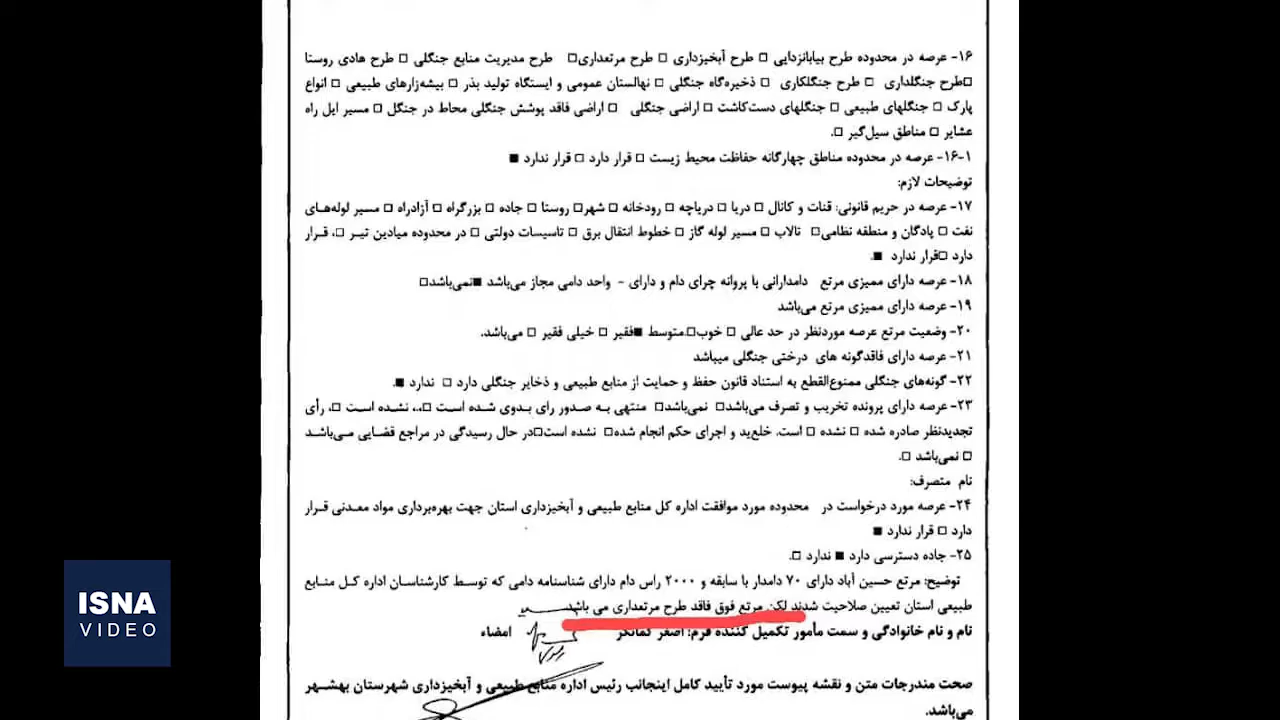 ۱۶- عرصه در محدوده طرح بیابانزدایی □ طرح آبخیزداری □ طرح مرتعداری□ طرح مدیریت منابع جنگلی □ طرح هادی روستا
□طرح جنگلداری □ طرح جنگلکاری □ ذخیره‌گاه جنگلی □ نهالستان عمومی و ایستگاه تولید بذر □ بیشه‌زارهای طبیعی □ انواع
پارک □ جنگلهای طبیعی □ جنگلهای دست‌کاشت □ اراضی جنگلی □ اراضی فاقد پوشش جنگلی محاط در جنگل □ مسیر ایل راه
عشایر □ مناطق سیل‌گیر □.
۱۶-۱- عرصه در محدوده مناطق چهارگانه حفاظت محیط زیست □ قرار دارد □ قرار ندارد ■
توضیحات لازم:
۱۷- عرصه در حریم قانونی: قنات و کانال □ دریا □ دریاچه □ رودخانه □ شهر□ روستا □ جاده □ بزرگراه □ آزادراه □ مسیر لوله‌های
نفت □ پادگان و منطقه نظامی□ تالاب □ مسیر لوله گاز □ خطوط انتقال برق □ تاسیسات دولتی □ در محدوده میادین تیر □، قرار
دارد □قرار ندارد ■.
۱۸- عرصه دارای ممیزی مرتع دامدارانی با پروانه چرای دام و دارای - واحد دامی مجاز می‌باشد ■نمی‌باشد□
۱۹- عرصه دارای ممیزی مرتع می‌باشد
۲۰- وضعیت مرتع عرصه موردنظر در حد عالی □ خوب□.متوسط ■فقیر □ خیلی فقیر □ می‌باشد.
۲۱- عرصه دارای فاقدگونه های درختی جنگلی میباشد
۲۲- گونه‌های جنگلی ممنوع‌القطع به استناد قانون حفظ و حمایت از منابع طبیعی و ذخایر جنگلی دارد □ ندارد ■.
۲۳- عرصه دارای پرونده تخریب و تصرف می‌باشد□ نمی‌باشد□ منتهی به صدور رای بدوی شده است □،، نشده است □، رأی
تجدیدنظر صادره شده □ نشده □ است. خلع‌ید و اجرای حکم انجام شده□ نشده است□در حال رسیدگی در مراجع قضایی می‌باشد
□ نمی‌باشد □.
نام متصرف:
۲۴- عرصه مورد درخواست در محدوده مورد موافقت اداره کل منابع طبیعی و آبخیزداری استان جهت بهره‌برداری مواد معدنی قرار
دارد □ قرار ندارد ■
۲۵- جاده دسترسی دارد ■ ندارد □.
توضیح: مرتع حسین آباد دارای ۷۰ دامدار با سابقه و ۲۰۰۰ راس دام دارای شناسنامه دامی که توسط کارشناسان اداره کل منابع
طبیعی استان تعیین صلاحیت شدند لکن مرتع فوق فاقد طرح مرتعداری می باشد
نام و نام خانوادگی و سمت مأمور تکمیل کننده فرم: اصغر کمانگر امضاء
صحت مندرجات متن و نقشه پیوست مورد تأیید کامل اینجانب رئیس اداره منابع طبیعی و آبخیزداری شهرستان بهشهر
می‌باشد.
ISNA
VIDEO